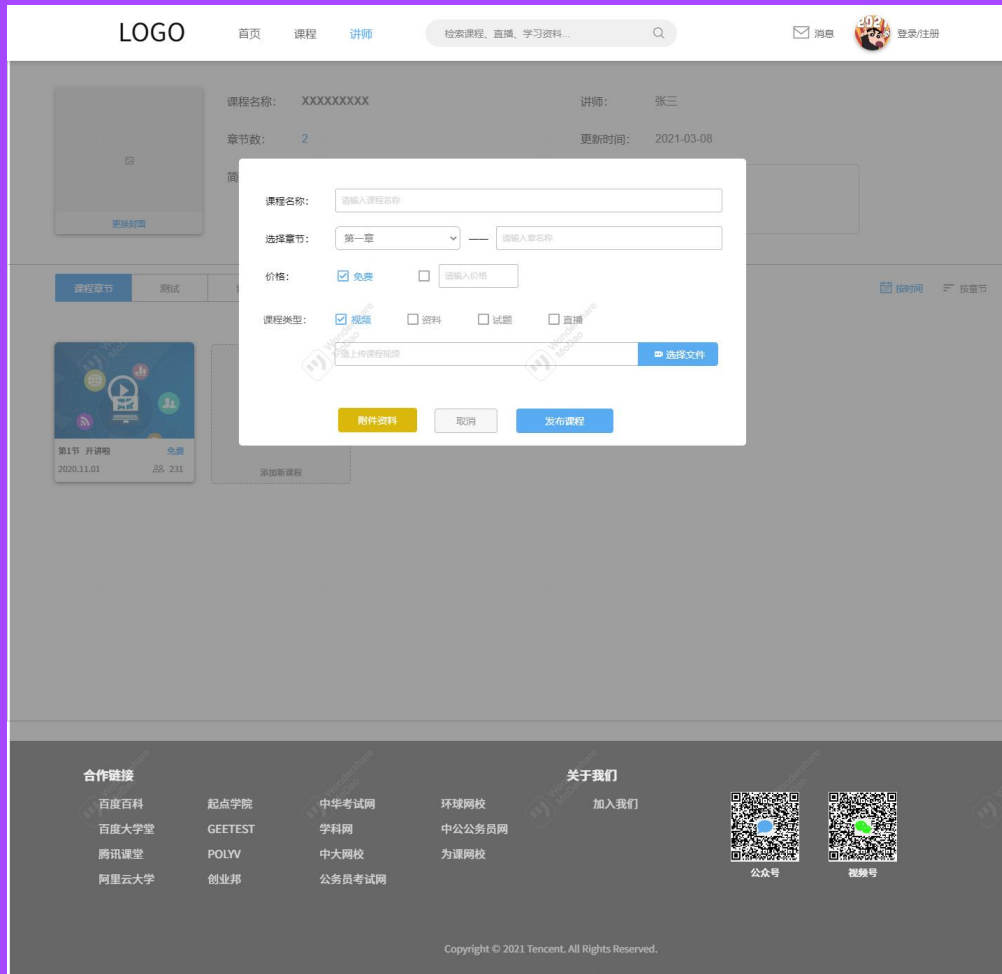 LOGO 首页 课程 讲师 检索课程、直播、学习资料... 消息 登录/注册
课程名称: XXXXXXXXX 讲师: 张三
章节数: 2 更新时间: 2021-03-08
简
更换封面
课程名称: 请输入课程名称
选择章节: 第一章 —— 请输入章名称
价格: 免费 请输入价格
课程类型: 视频 资料 试题 直播
请上传课程视频 选择文件
附件资料 取消 发布课程
课程章节 测试 按时间 按章节
第1节 开讲啦 免费
2020.11.01 231
添加新课程
合作链接 关于我们
百度百科 起点学院 中华考试网 环球网校 加入我们
百度大学堂 GEETEST 学科网 中公公务员网
腾讯课堂 POLYV 中大网校 为课网校
阿里云大学 创业邦 公务员考试网
公众号 视频号
Copyright © 2021 Tencent. All Rights Reserved.
Wondershare
MoDao